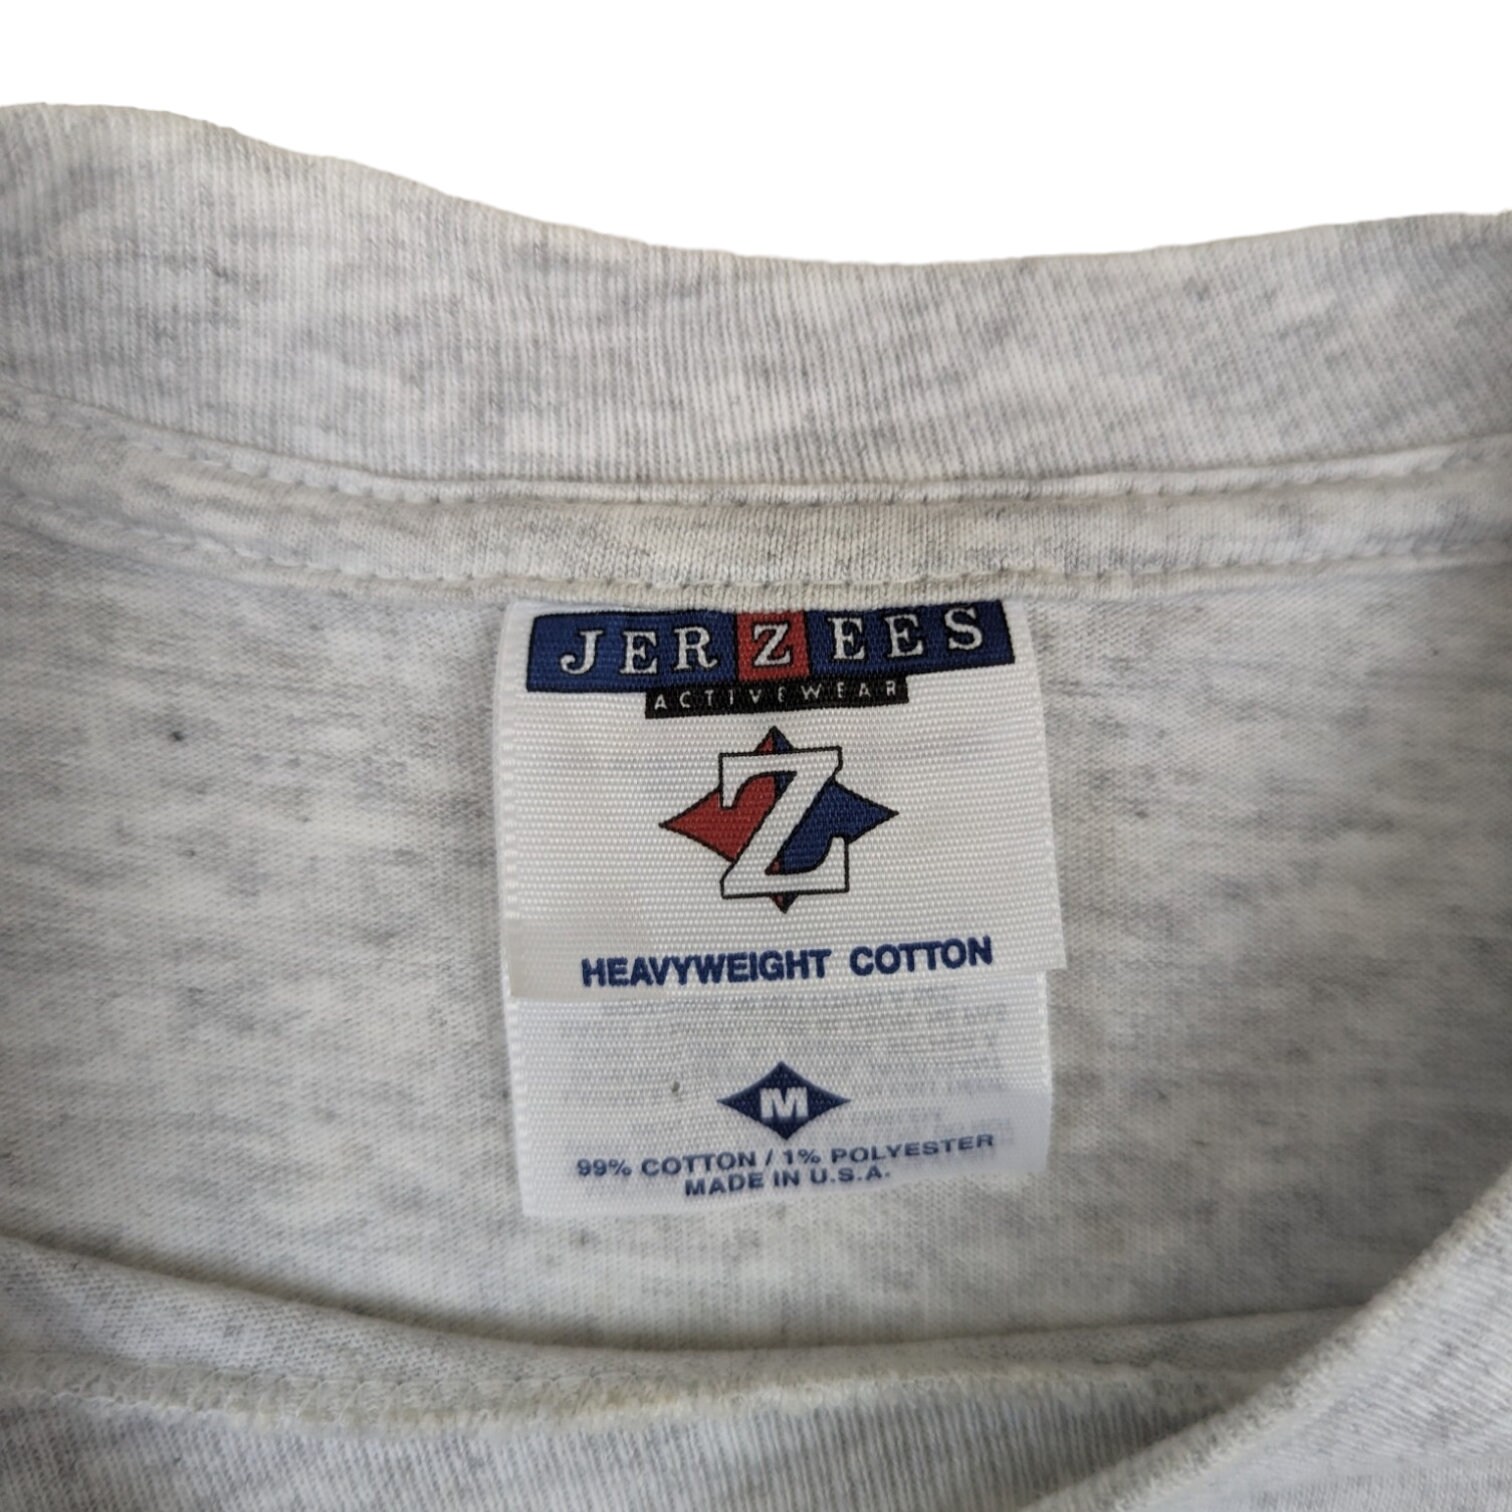 JERZEES
ACTIVEWEAR
Z
HEAVYWEIGHT COTTON
M
99% COTTON / 1% POLYESTER
MADE IN U.S.A.